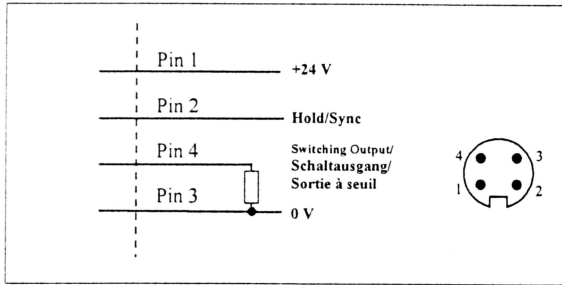 Pin 1
+24 V
Pin 2
Hold/Sync
Pin 4
Switching Output/
Schaltausgang/
Sortie à seuil
Pin 3
0 V
4 3
1 2